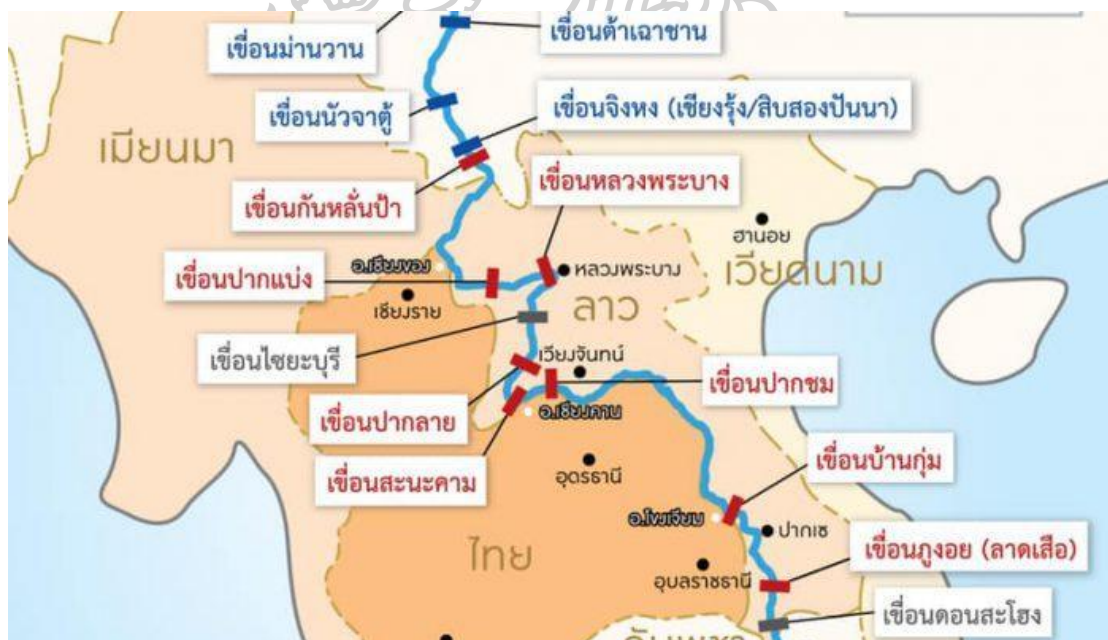 เขื่อนม่านวาน
เขื่อนต้าเฉาชาน
เขื่อนนัวจาตู้
เขื่อนจิงหง (เชียงรุ้ง/สิบสองปันนา)
เมียนมา
เขื่อนหลวงพระบาง
เขื่อนกันหลั่นป้า
ฮานอย
เวียดนาม
อ.เชียงของ
เขื่อนปากแบ่ง
หลวงพระบาง
เชียงราย
ลาว
เขื่อนไซยะบุรี
เวียงจันทน์
เขื่อนปากชม
เขื่อนปากลาย
อ.เชียงคาน
เขื่อนสะนะคาม
อุดรธานี
เขื่อนบ้านกุ่ม
อ.โขงเจียม
ปากเซ
ไทย
เขื่อนภูงอย (ลาดเสือ)
อุบลราชธานี
เขื่อนดอนสะโฮง